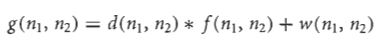 g(n₁, n₂) = d(n₁, n₂) * f(n₁, n₂) + w(n₁, n₂)